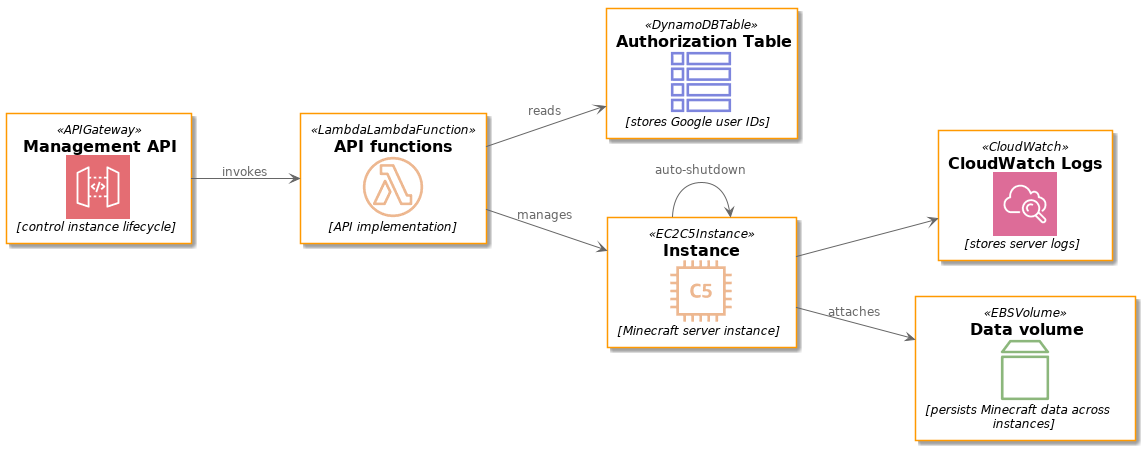 «APIGateway»
Management API
[control instance lifecycle]
invokes
«LambdaLambdaFunction»
API functions
[API implementation]
reads
manages
«DynamoDBTable»
Authorization Table
[stores Google user IDs]
auto-shutdown
«EC2C5Instance»
Instance
C5
[Minecraft server instance]
attaches
«CloudWatch»
CloudWatch Logs
[stores server logs]
«EBSVolume»
Data volume
[persists Minecraft data across
instances]